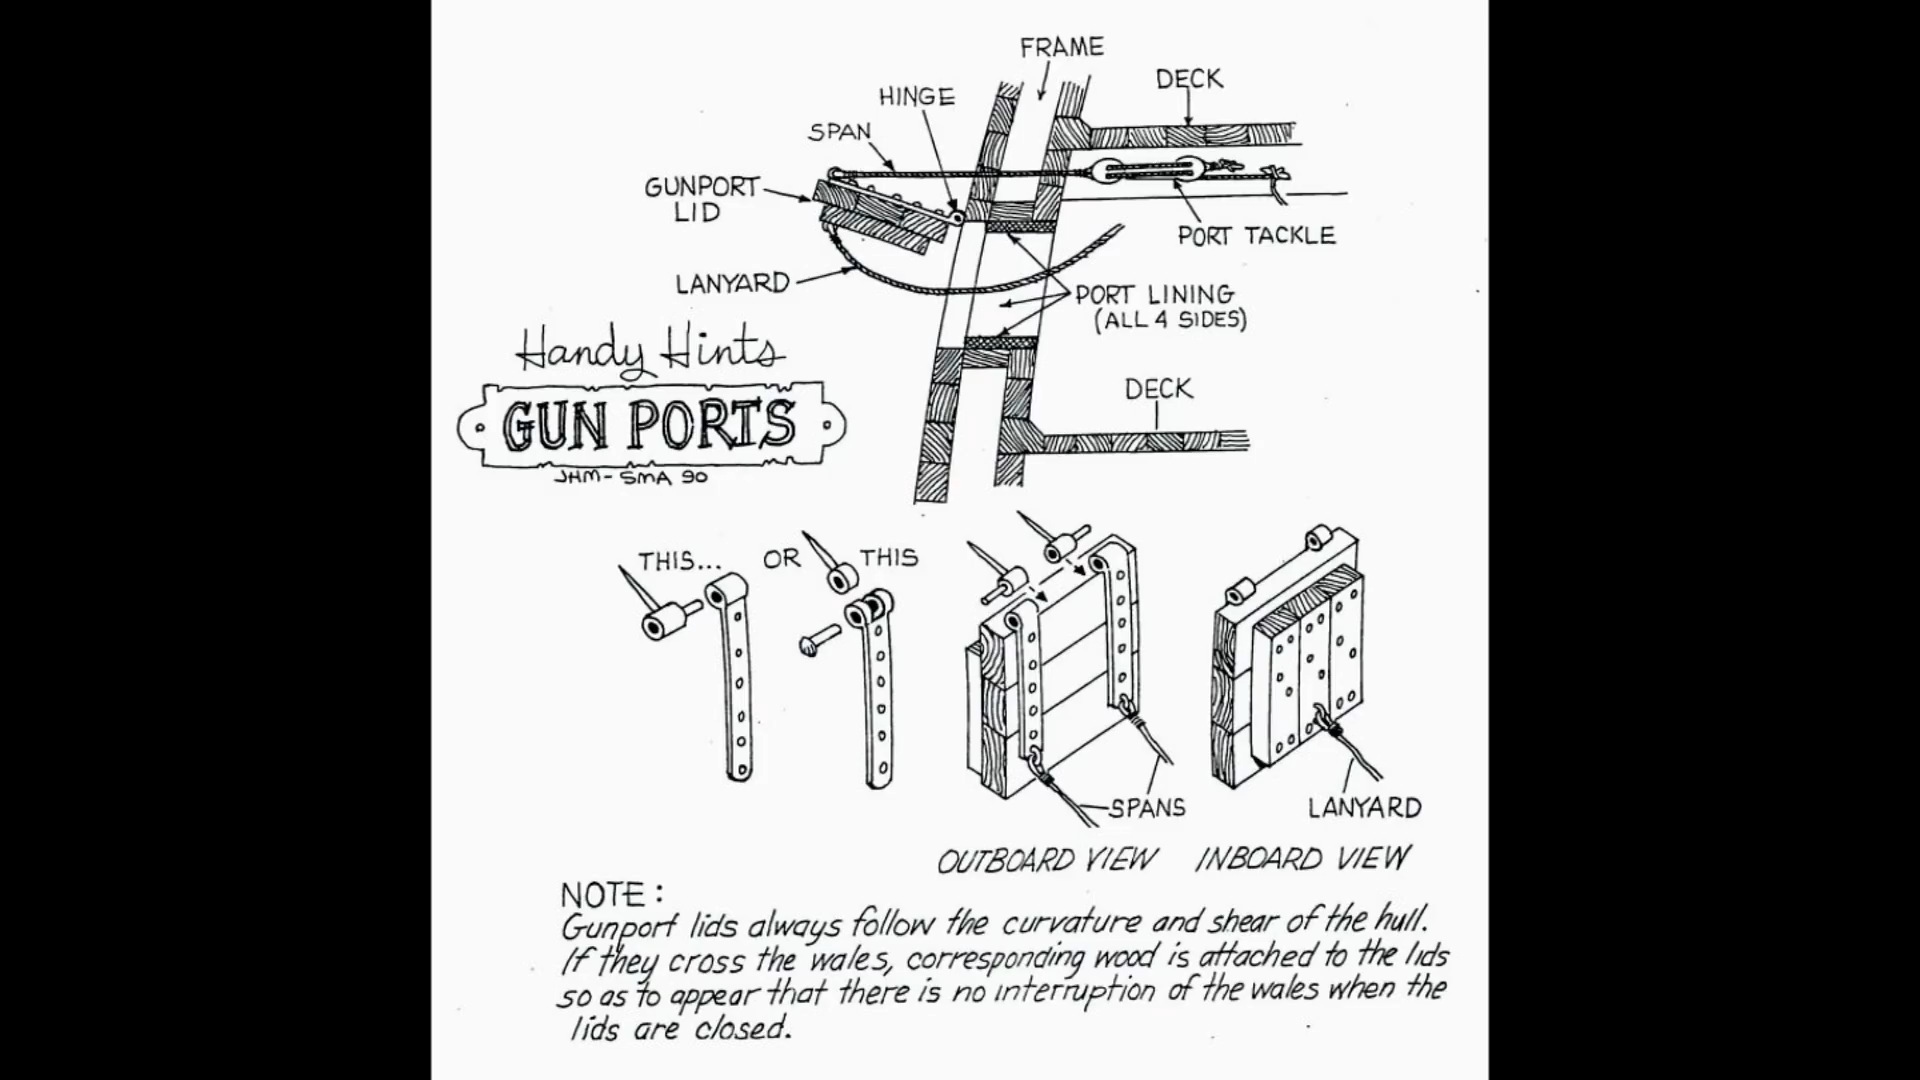 FRAME
DECK
HINGE
SPAN
GUNPORT
LID
PORT TACKLE
LANYARD
PORT LINING
(ALL 4 SIDES)
Handy Hints
GUN PORTS
JHM-SMA 90
DECK
THIS... OR THIS
SPANS
LANYARD
OUTBOARD VIEW
INBOARD VIEW
NOTE:
Gunport lids always follow the curvature and shear of the hull.
If they cross the wales, corresponding wood is attached to the lids
so as to appear that there is no interruption of the wales when the
lids are closed.